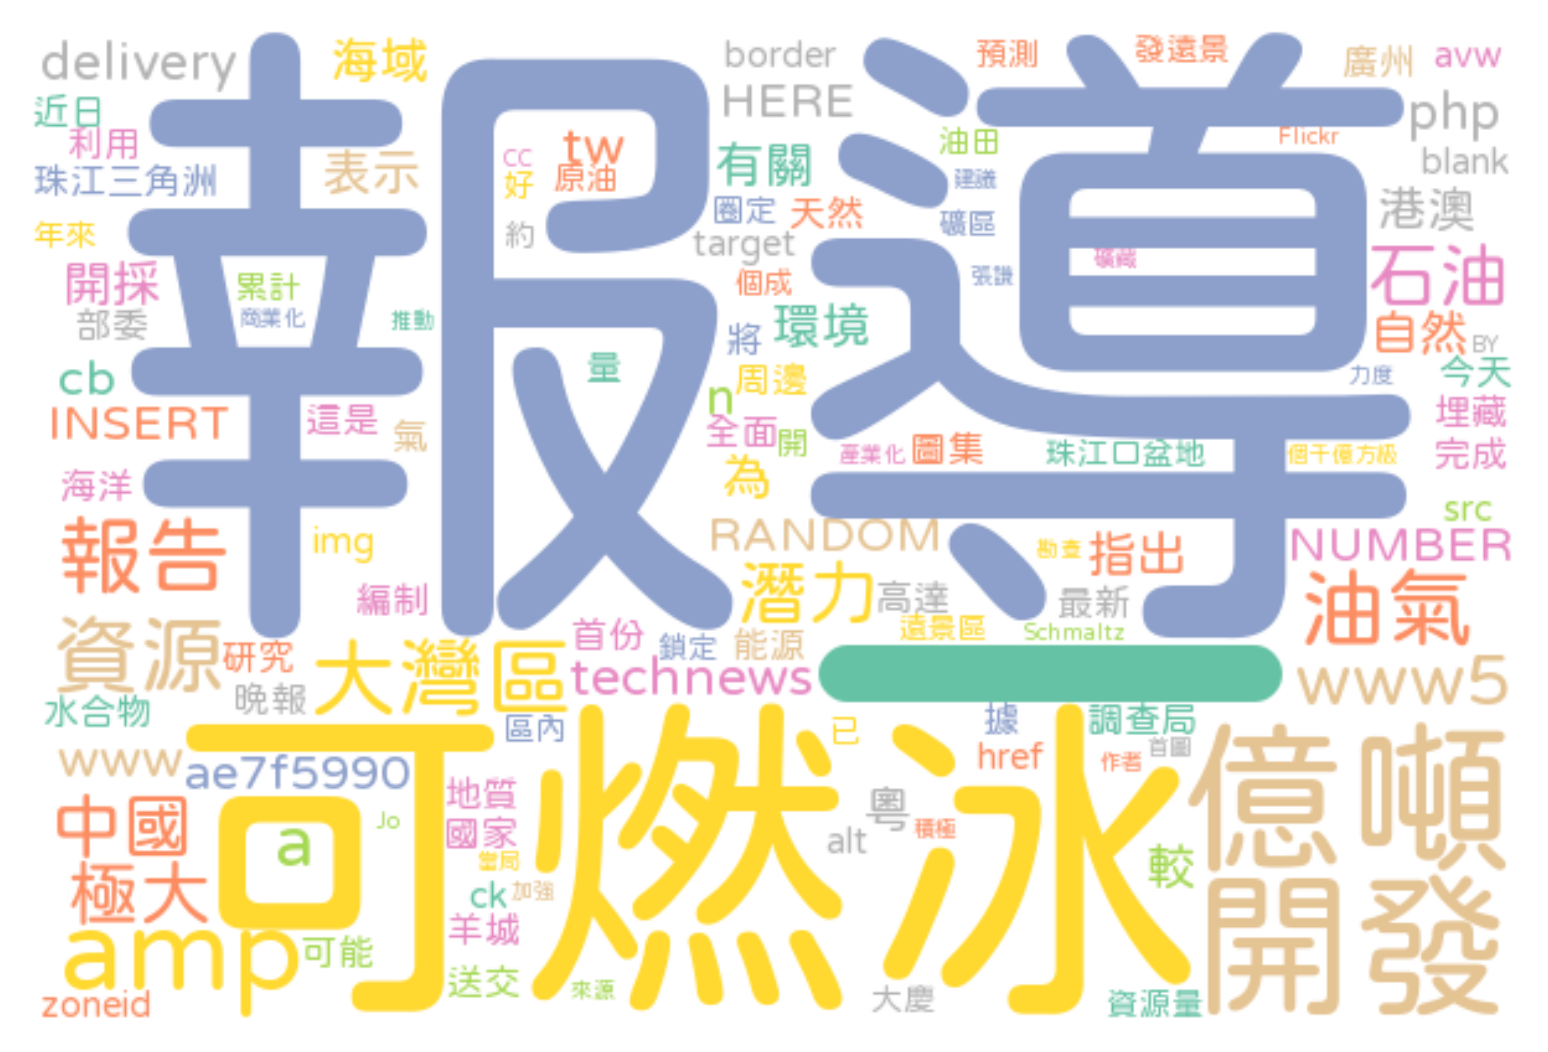 報導
delivery
海域
border
預測
發遠景
廣州
avw
近日
HERE
php
利用
cc
tw
有關
油田
Flickr
blank
珠江三角洲
表示
好
原油
建議
港澳
年來
約
圈定
天然
礦區
target
礦藏
開採
累計
個成
張謙
石油
部委
商業化
推動
將
環境
自然
BY
cb
量
周邊
力度
今天
INSERT
這是
氣
n
全面
開
產業化
圖集
珠江口盆地
個千億方級
埋藏
完成
海洋
為
src
報告
img
RANDOM
勘查
指出
NUMBER
編制
潛力
高達
最新
油氣
資源
研究
大灣區
首份
鎖定
能源
遠景區
Schmaltz
晚報
technews
www5
水合物
區內
已
據
調查局
首圖
www
ae7f5990
可燃冰
href
作者
億噸
中國
a
Jo
地質
國家
粵
alt
積極
當局
較
極大
ck
加強
開發
amp
可能
羊城
送交
來源
大慶
資源量
zoneid